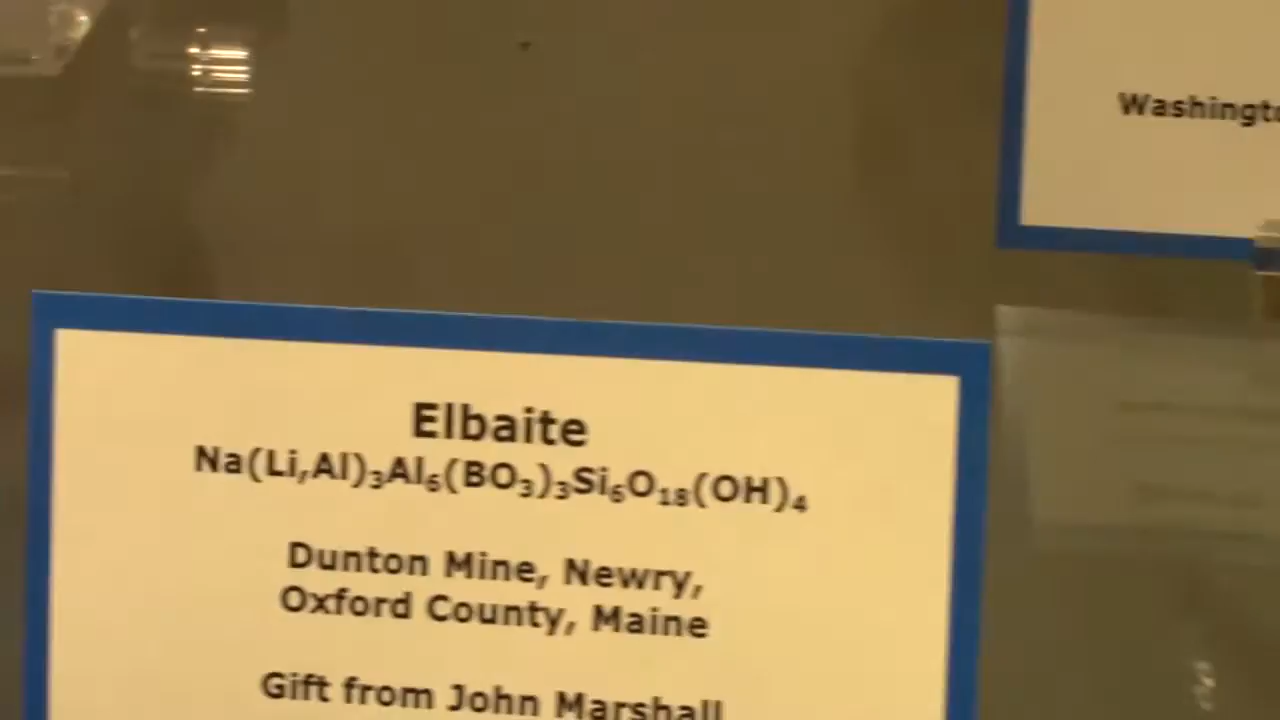 Elbaite
Na(Li,Al)₃Al₆(BO₃)₃Si₆O₁₈(OH)₄
Dunton Mine, Newry,
Oxford County, Maine
Gift from John Marshall